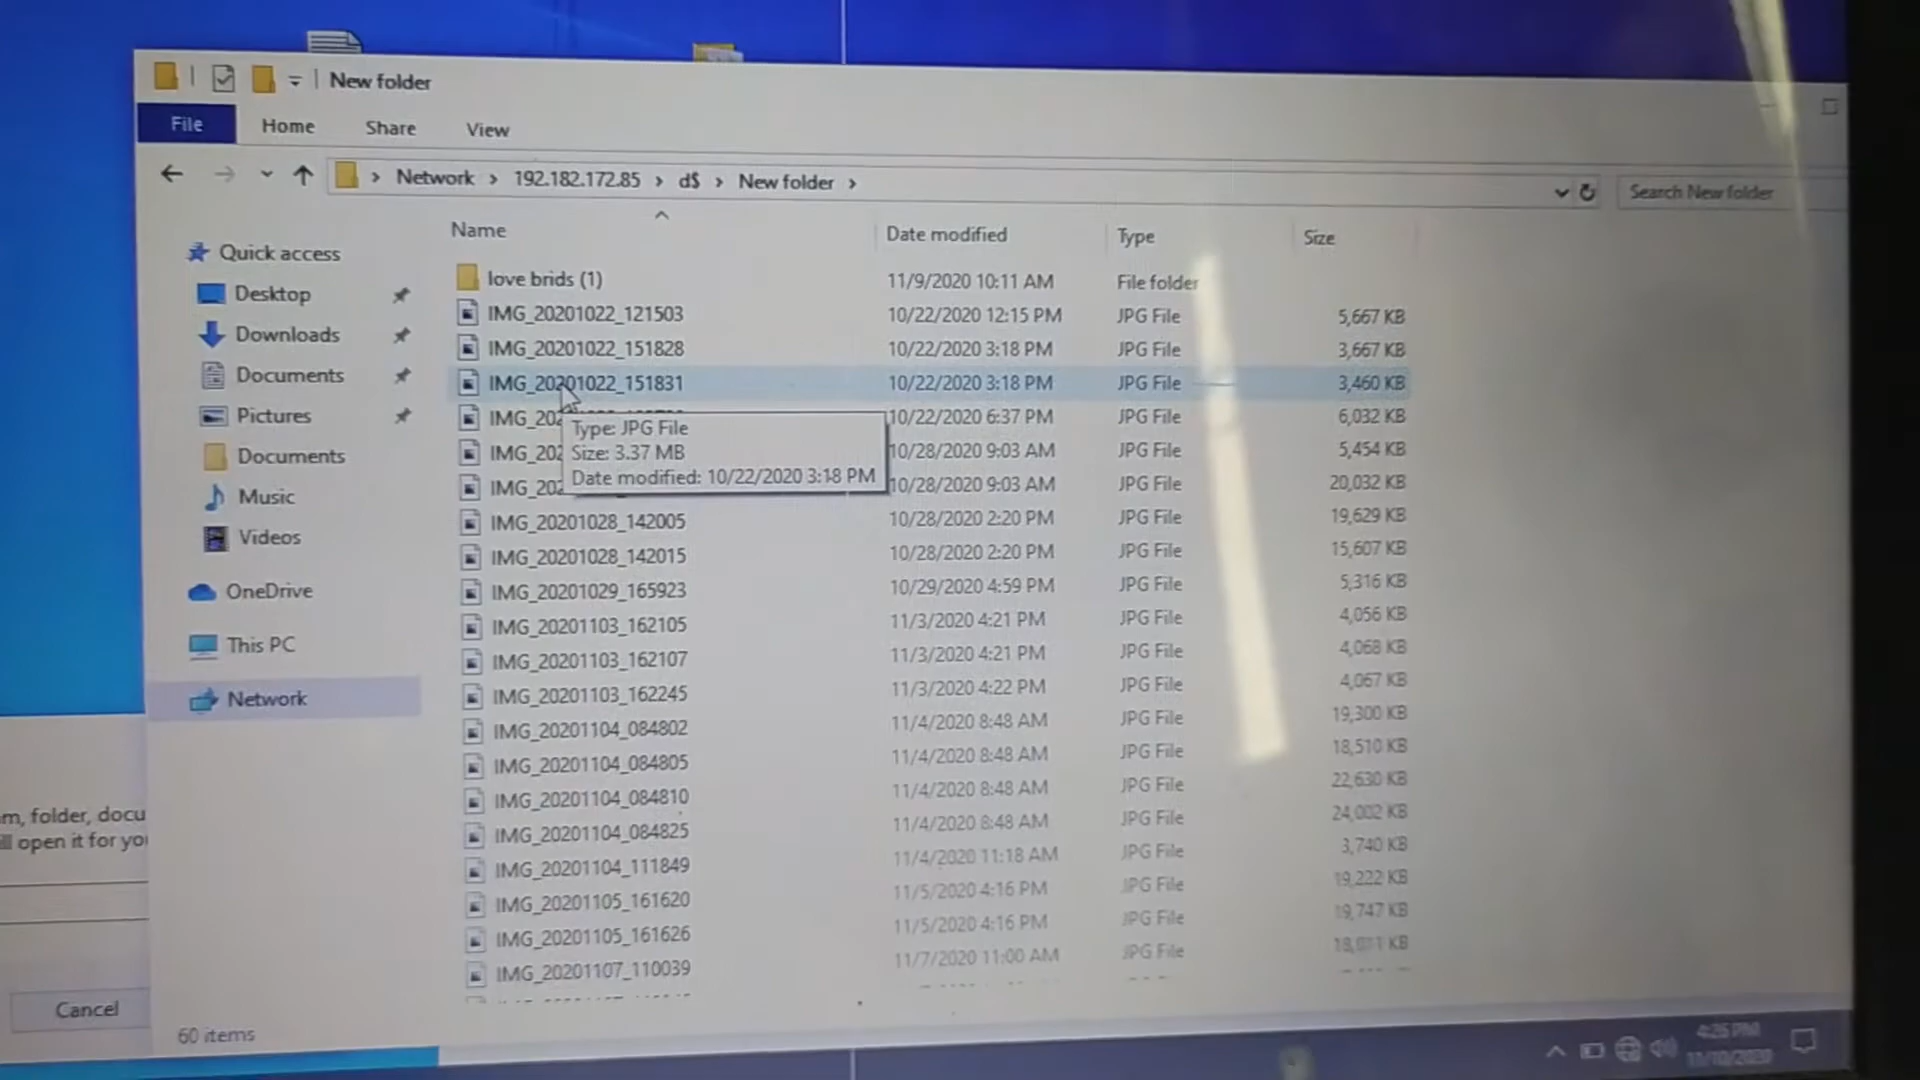 New folder
File Home Share View
Network > 192.182.172.85 > d$ > New folder >
Search New folder
Quick access
Desktop
Downloads
Documents
Pictures
Documents
Music
Videos
OneDrive
This PC
Network
Name Date modified Type Size
love brids (1) 11/9/2020 10:11 AM File folder
IMG_20201022_121503 10/22/2020 12:15 PM JPG File 5,667 KB
IMG_20201022_151828 10/22/2020 3:18 PM JPG File 3,667 KB
IMG_20201022_151831 10/22/2020 3:18 PM JPG File 3,460 KB
10/22/2020 6:37 PM JPG File 6,032 KB
10/28/2020 9:03 AM JPG File 5,454 KB
10/28/2020 9:03 AM JPG File 20,032 KB
Type: JPG File
Size: 3.37 MB
Date modified: 10/22/2020 3:18 PM
IMG_20201028_142005 10/28/2020 2:20 PM JPG File 19,629 KB
IMG_20201028_142015 10/28/2020 2:20 PM JPG File 15,607 KB
IMG_20201029_165923 10/29/2020 4:59 PM JPG File 5,316 KB
IMG_20201103_162105 11/3/2020 4:21 PM JPG File 4,056 KB
IMG_20201103_162107 11/3/2020 4:21 PM JPG File 4,068 KB
IMG_20201103_162245 11/3/2020 4:22 PM JPG File 4,067 KB
IMG_20201104_084802 11/4/2020 8:48 AM JPG File 19,300 KB
IMG_20201104_084805 11/4/2020 8:48 AM JPG File 18,510 KB
IMG_20201104_084810 11/4/2020 8:48 AM JPG File 22,630 KB
IMG_20201104_084825 11/4/2020 8:48 AM JPG File 24,002 KB
IMG_20201104_111849 11/4/2020 11:18 AM JPG File 3,740 KB
IMG_20201105_161620 11/5/2020 4:16 PM JPG File 19,222 KB
IMG_20201105_161626 11/5/2020 4:16 PM JPG File 19,747 KB
IMG_20201107_110039 11/7/2020 11:00 AM JPG File
60 items
folder, docu
open it for
Cancel
11/10/2020